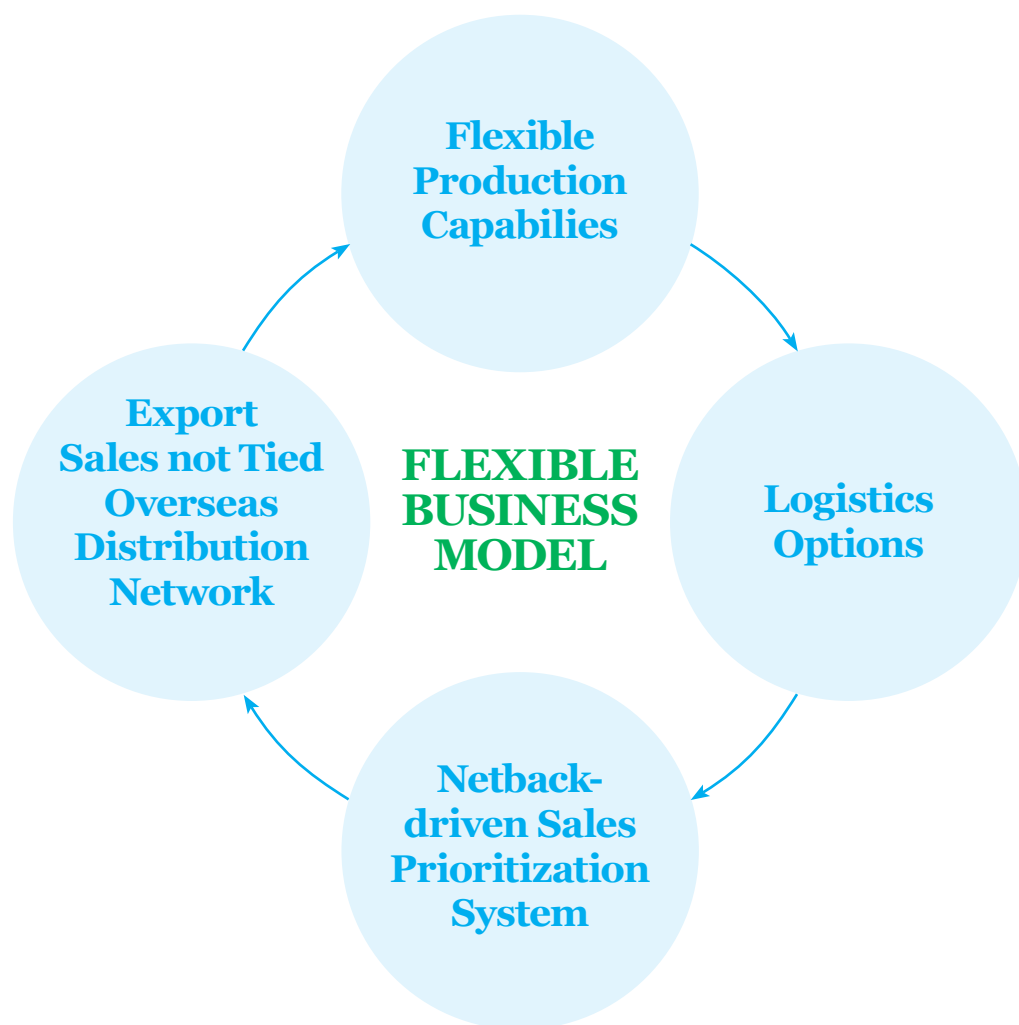 Flexible
Production
Capabilies
Export
Sales not Tied
Overseas
Distribution
Network
FLEXIBLE
BUSINESS
MODEL
Logistics
Options
Netback-
driven Sales
Prioritization
System